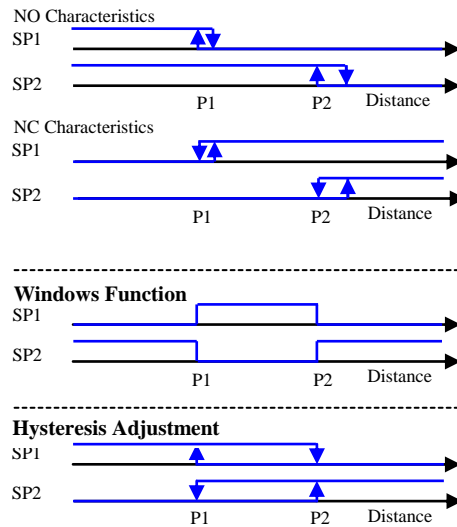 NO Characteristics
SP1
SP2
P1 P2 Distance
NC Characteristics
SP1
SP2
P1 P2 Distance
Windows Function
SP1
SP2
P1 P2 Distance
Hysteresis Adjustment
SP1
SP2
P1 P2 Distance